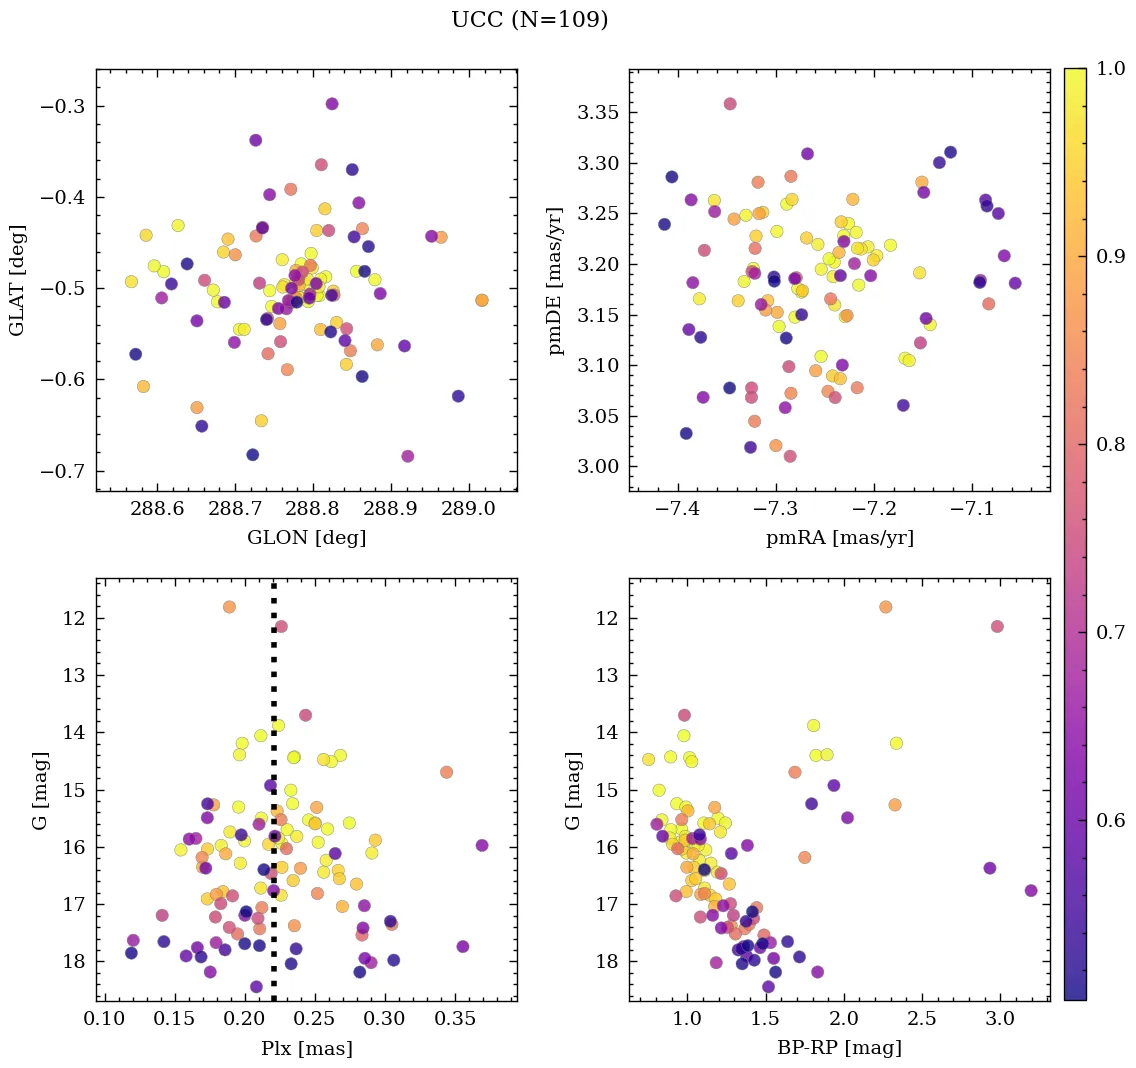 UCC (N=109)
−0.3
−0.4
−0.5
−0.6
−0.7
GLAT [deg]
288.6 288.7 288.8 288.9 289.0
GLON [deg]
3.35
3.30
3.25
3.20
3.15
3.10
3.05
3.00
pmDE [mas/yr]
−7.4 −7.3 −7.2 −7.1
pmRA [mas/yr]
12
13
14
15
16
17
18
G [mag]
0.10 0.15 0.20 0.25 0.30 0.35
Plx [mas]
12
13
14
15
16
17
18
G [mag]
1.0 1.5 2.0 2.5 3.0
BP-RP [mag]
1.0
0.9
0.8
0.7
0.6